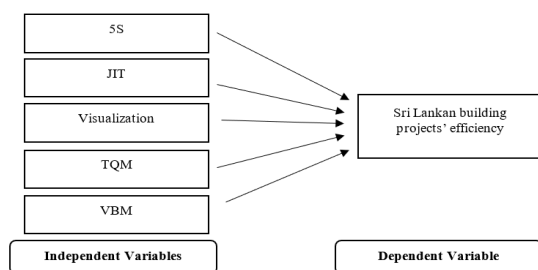 5S
JIT
Visualization
TQM
VBM
Sri Lankan building
projects' efficiency
Independent Variables
Dependent Variable